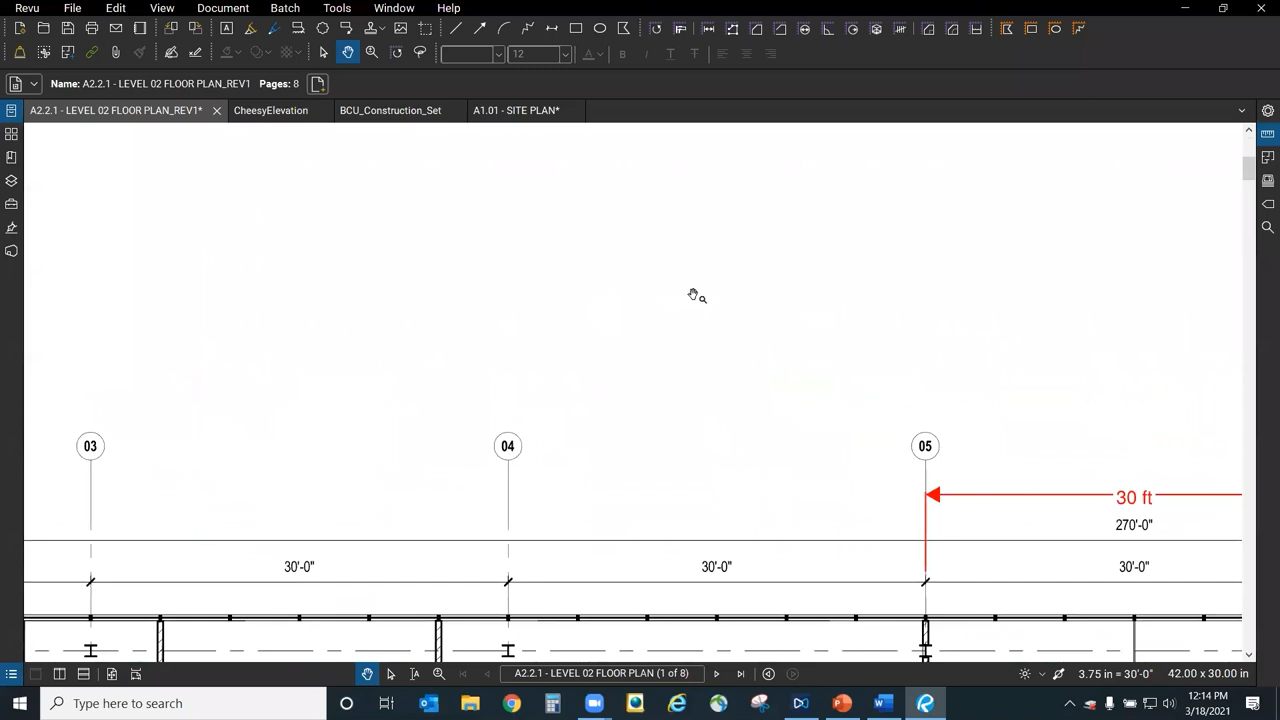 Revu File Edit View Document Batch Tools Window Help
12
Name: A2.2.1 - LEVEL 02 FLOOR PLAN_REV1 Pages: 8
A2.2.1 - LEVEL 02 FLOOR PLAN_REV1* CheesyElevation BCU_Construction_Set A1.01 - SITE PLAN*
03 04 05
30 ft
270'-0"
30'-0" 30'-0" 30'-0"
A2.2.1 - LEVEL 02 FLOOR PLAN (1 of 8) 3.75 in = 30'-0" 42.00 x 30.00 in
Type here to search
12:14 PM
3/18/2021